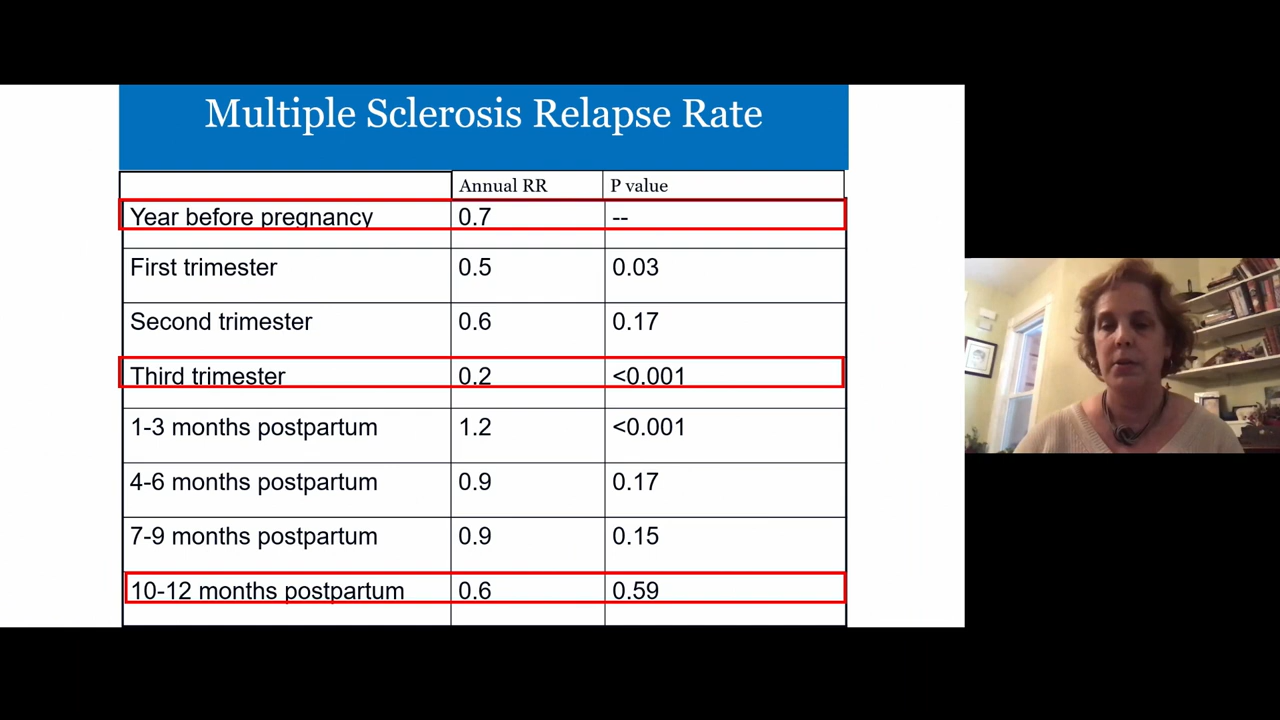 Multiple Sclerosis Relapse Rate
Annual RR P value
Year before pregnancy 0.7 --
First trimester 0.5 0.03
Second trimester 0.6 0.17
Third trimester 0.2 <0.001
1-3 months postpartum 1.2 <0.001
4-6 months postpartum 0.9 0.17
7-9 months postpartum 0.9 0.15
10-12 months postpartum 0.6 0.59